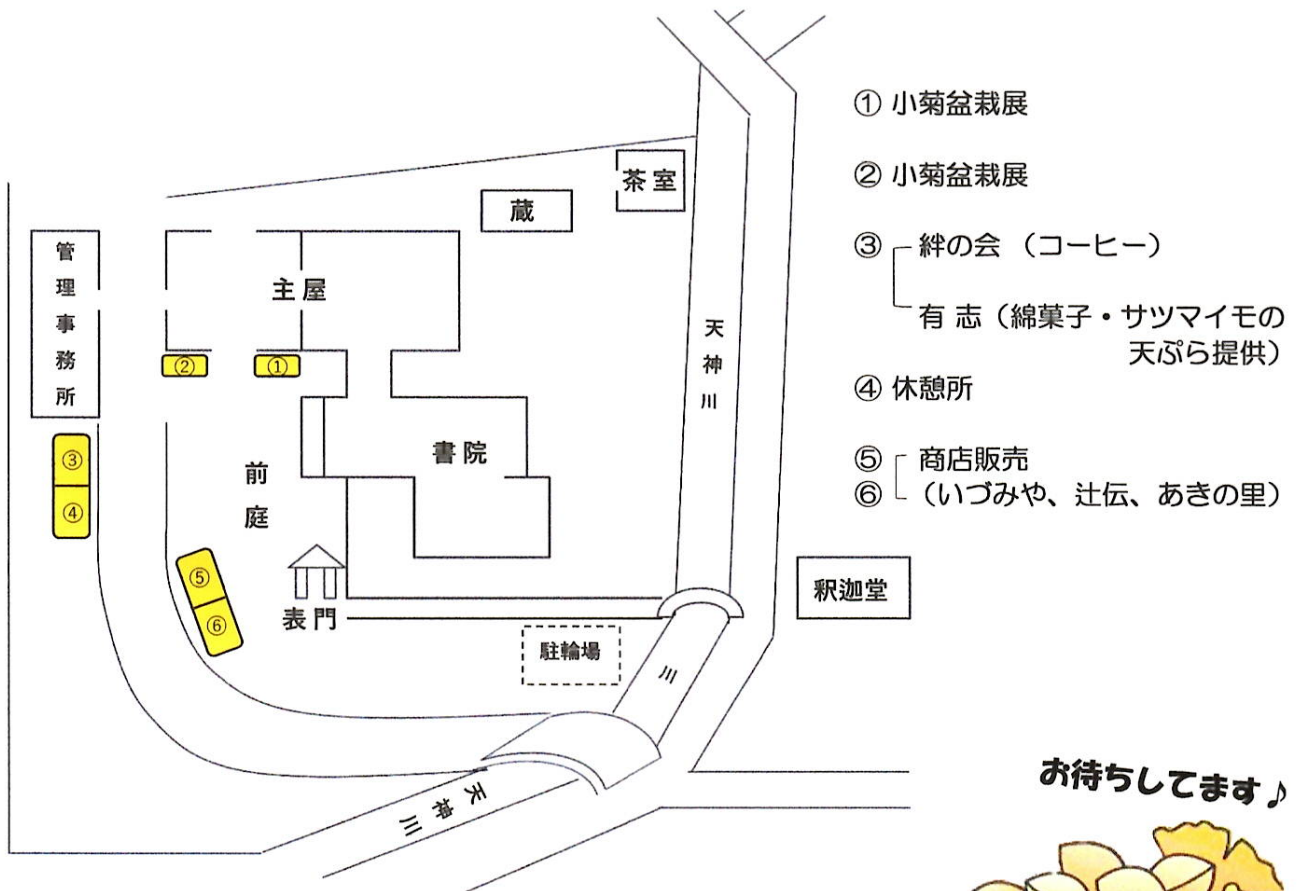 ① 小菊盆栽展
② 小菊盆栽展
③ 絆の会 （コーヒー）
有 志（綿菓子・サツマイモの
天ぷら提供）
④ 休憩所
⑤ 商店販売
⑥ （いづみや、辻伝、あきの里）
茶室
蔵
管理事務所
主屋
②
①
天神川
書院
③
④
前庭
⑤
⑥
表門
釈迦堂
駐輪場
川
天神川
お待ちしてます♪